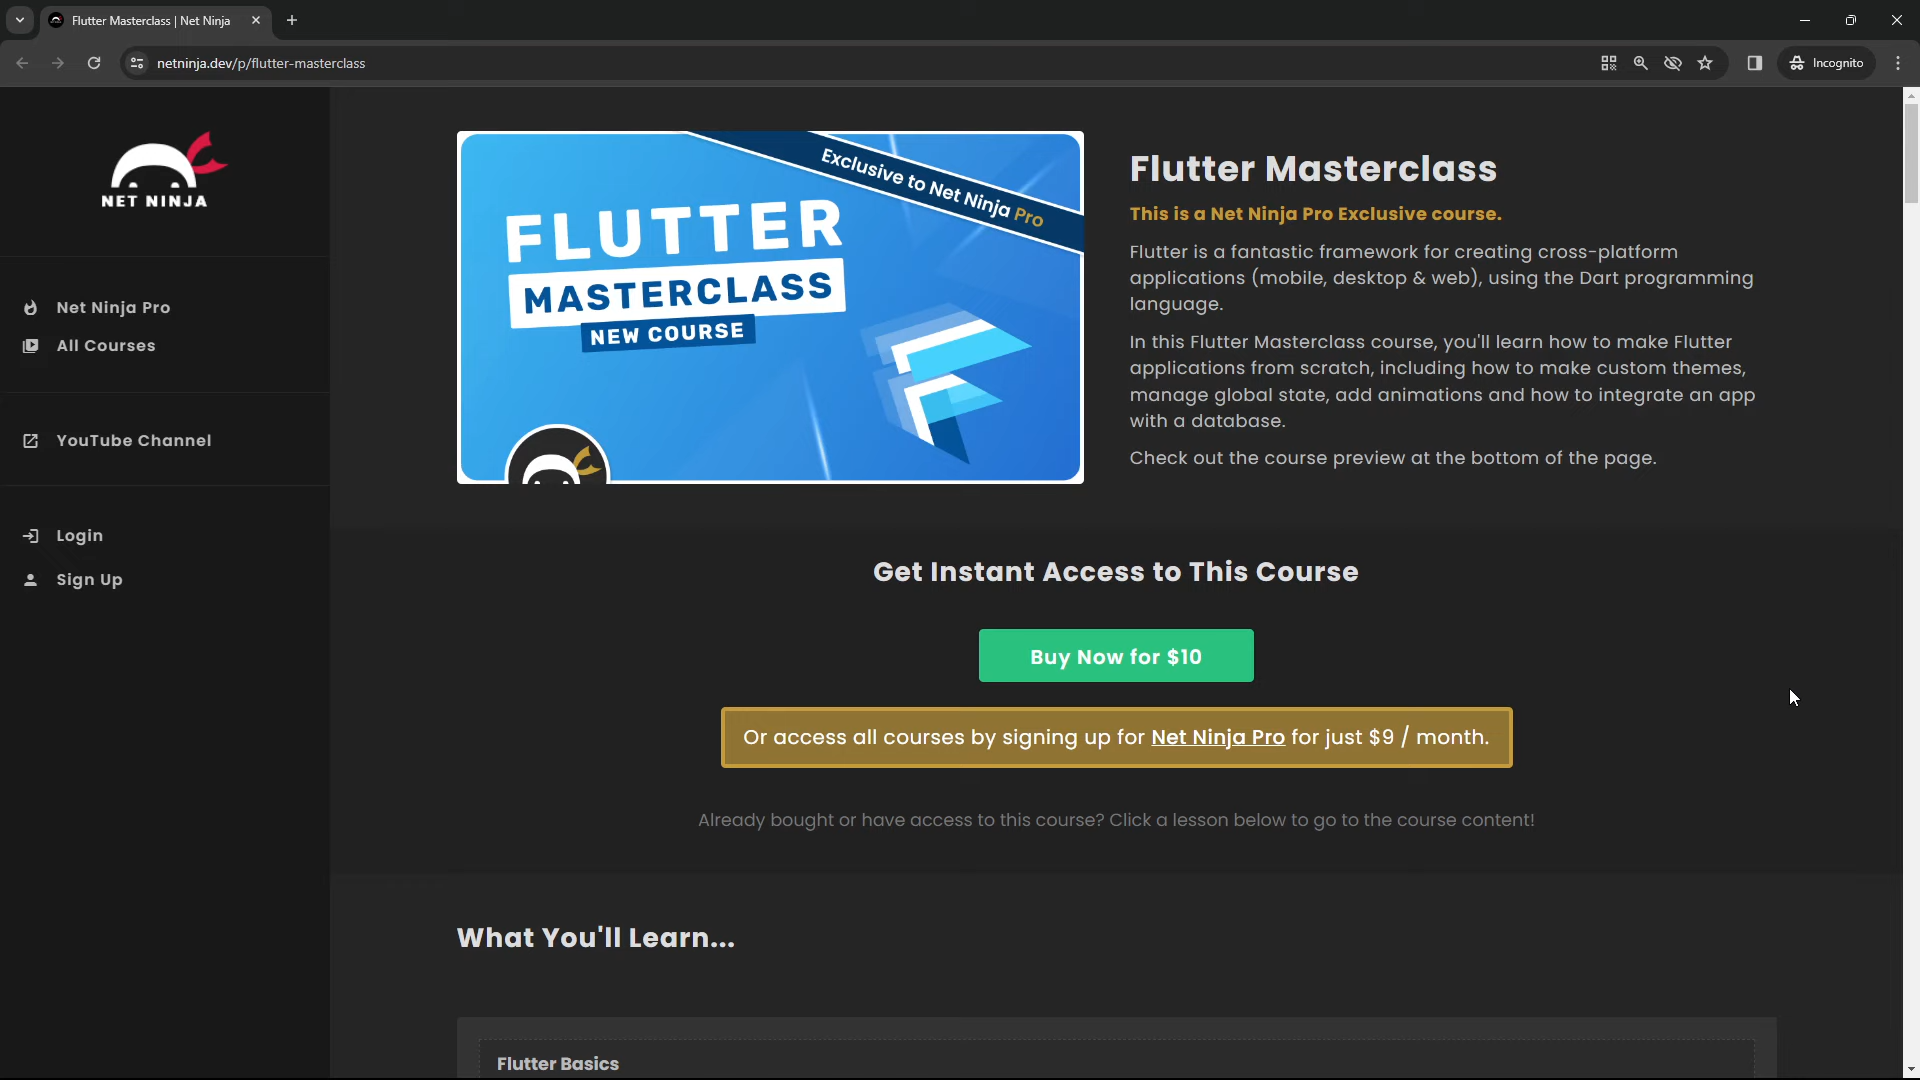 Flutter Masterclass | Net Ninja
netninja.dev/p/flutter-masterclass
Incognito
NET NINJA
Net Ninja Pro
All Courses
YouTube Channel
Login
Sign Up
Exclusive to Net Ninja Pro
FLUTTER
MASTERCLASS
NEW COURSE
Flutter Masterclass
This is a Net Ninja Pro Exclusive course.
Flutter is a fantastic framework for creating cross-platform
applications (mobile, desktop & web), using the Dart programming
language.
In this Flutter Masterclass course, you'll learn how to make Flutter
applications from scratch, including how to make custom themes,
manage global state, add animations and how to integrate an app
with a database.
Check out the course preview at the bottom of the page.
Get Instant Access to This Course
Buy Now for $10
Or access all courses by signing up for Net Ninja Pro for just $9 / month.
Already bought or have access to this course? Click a lesson below to go to the course content!
What You'll Learn...
Flutter Basics